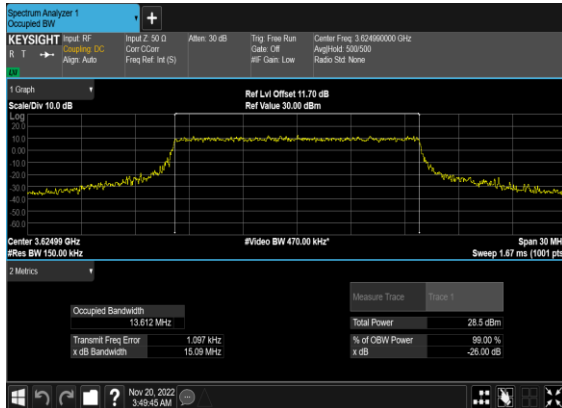 Spectrum Analyzer 1
Occupied BW
+
KEYSIGHT Input: RF Input Z: 50 Ω Atten: 30 dB Trig: Free Run Center Freq: 3.624990000 GHz
R T Coupling: DC Corr CCorr Gate: Off Avg|Hold: 500/500
Align: Auto Freq Ref: Int (S) #IF Gain: Low Radio Std: None
1 Graph
Ref Lvl Offset 11.70 dB
Scale/Div 10.0 dB Ref Value 30.00 dBm
Log
20.0
10.0
0.00
-10.0
-20.0
-30.0
-40.0
-50.0
-60.0
Center 3.62499 GHz #Video BW 470.00 kHz* Span 30 MH
#Res BW 150.00 kHz Sweep 1.67 ms (1001 pts
2 Metrics
Measure Trace Trace 1
Occupied Bandwidth
13.612 MHz Total Power 28.5 dBm
Transmit Freq Error 1.097 kHz % of OBW Power 99.00 %
x dB Bandwidth 15.09 MHz x dB -26.00 dB
? Nov 20, 2022
3:49:45 AM